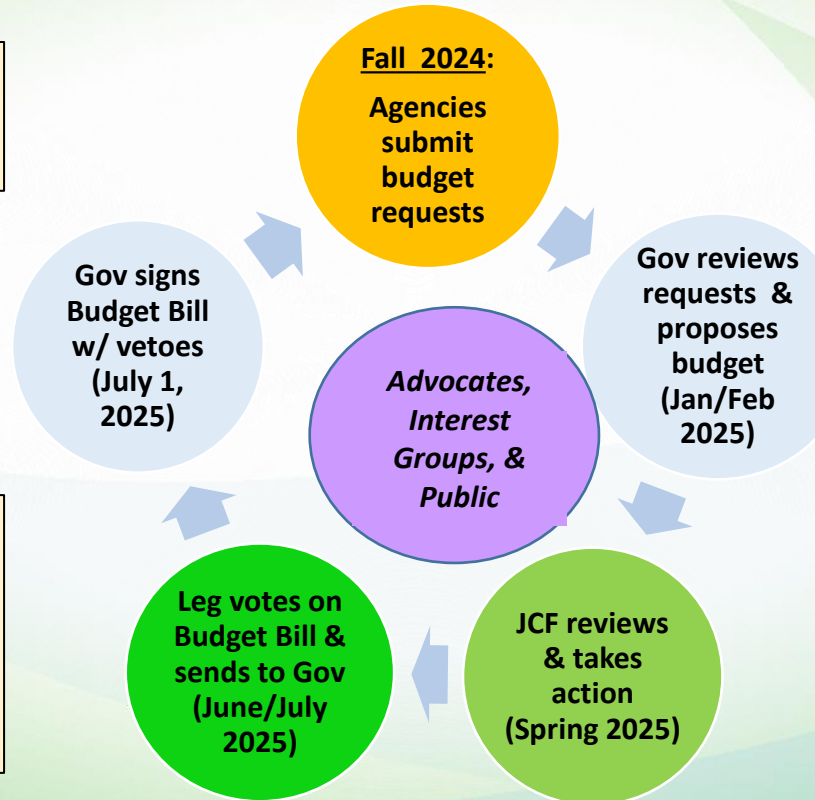 Fall 2024:
Agencies
submit
budget
requests
Gov reviews
requests &
proposes
budget
(Jan/Feb
2025)
JCF reviews
& takes
action
(Spring 2025)
Leg votes on
Budget Bill &
sends to Gov
(June/July
2025)
Gov signs
Budget Bill
w/ vetoes
(July 1,
2025)
Advocates,
Interest
Groups, &
Public